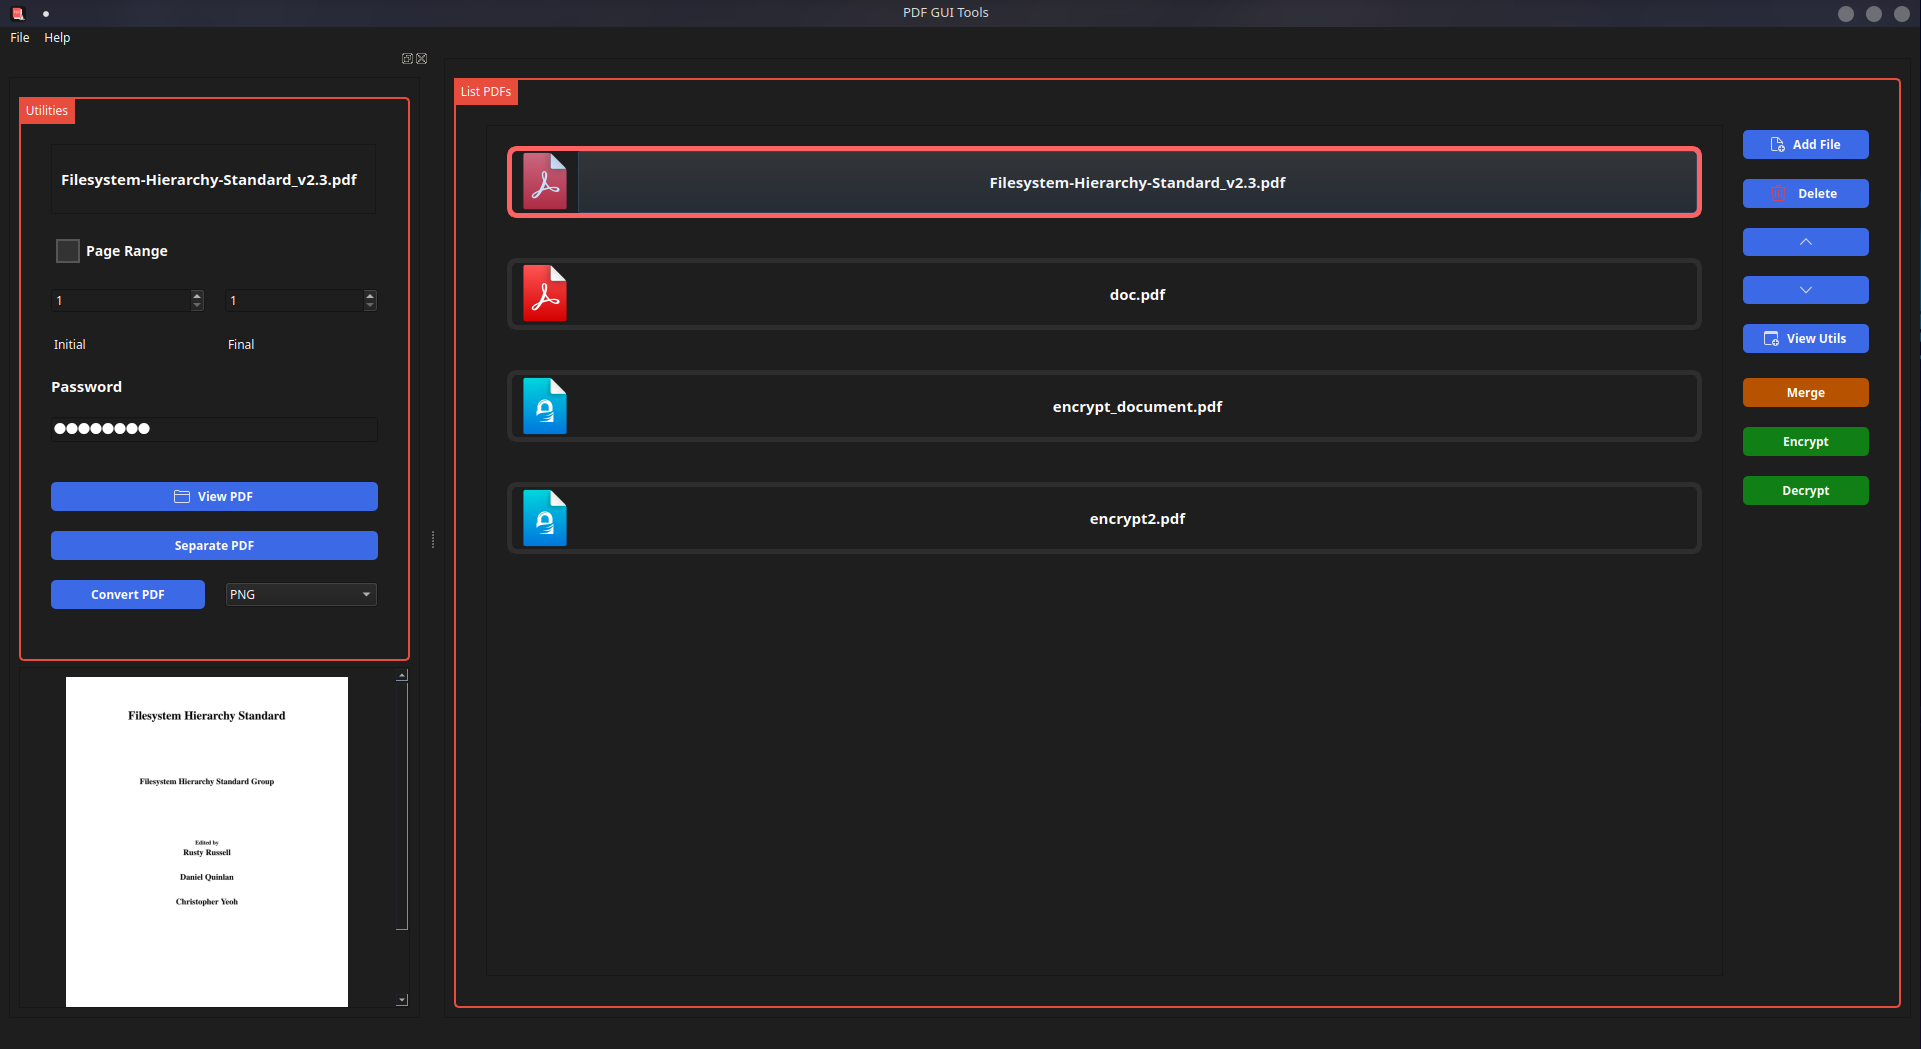 PDF GUI Tools
File Help
Utilities
Filesystem-Hierarchy-Standard_v2.3.pdf
Page Range
1 1
Initial Final
Password
View PDF
Separate PDF
Convert PDF PNG
Filesystem Hierarchy Standard
Filesystem Hierarchy Standard Group
Edited by
Rusty Russell
Daniel Quinlan
Christopher Yeoh
List PDFs
Filesystem-Hierarchy-Standard_v2.3.pdf
doc.pdf
encrypt_document.pdf
encrypt2.pdf
Add File
Delete
View Utils
Merge
Encrypt
Decrypt